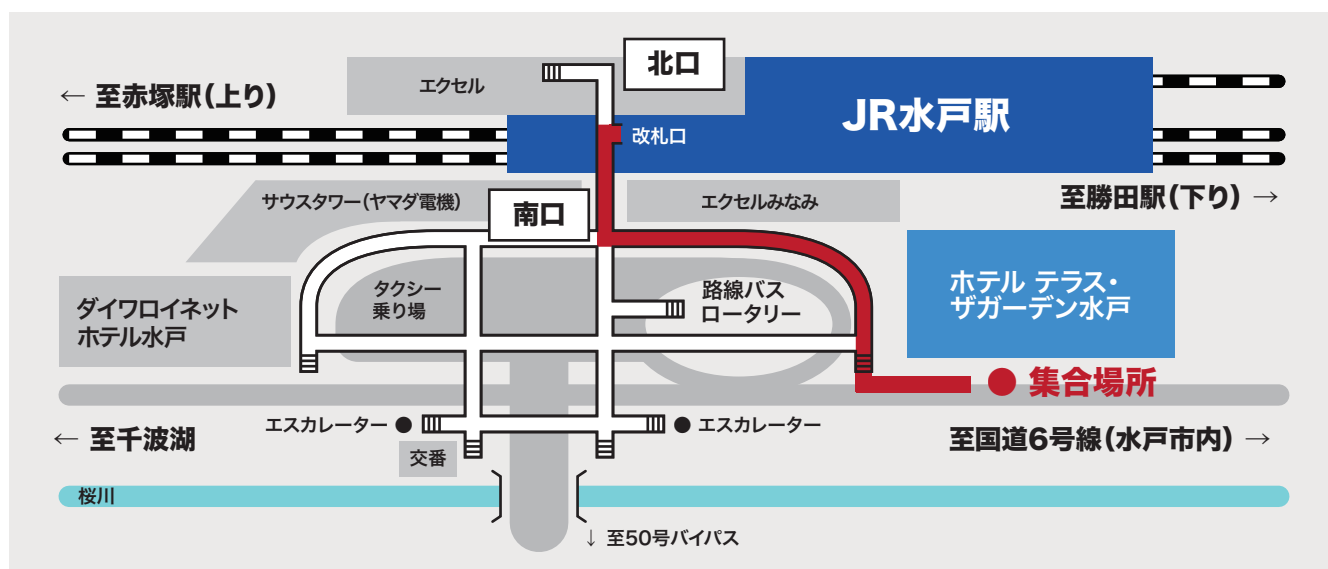 北口
エクセル
← 至赤塚駅(上り)
JR水戸駅
改札口
サウスタワー(ヤマダ電機)
南口
エクセルみなみ
至勝田駅(下り) →
ダイワロイネット
ホテル水戸
タクシー
乗り場
路線バス
ロータリー
ホテル テラス・
ザガーデン水戸
● 集合場所
エスカレーター ●
● エスカレーター
← 至千波湖
交番
至国道6号線(水戸市内) →
桜川
↓ 至50号バイパス